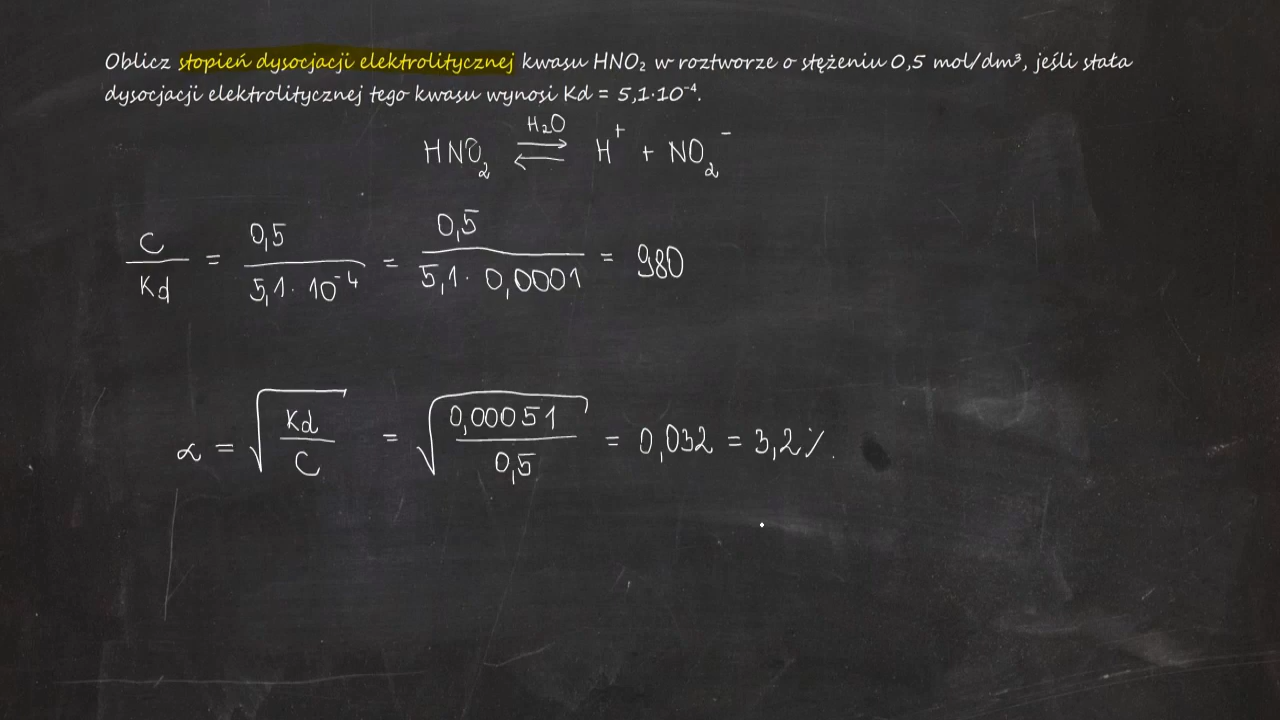 Oblicz stopień dysocjacji elektrolitycznej kwasu HNO₂ w roztworze o stężeniu 0,5 mol/dm³, jeśli stała
dysocjacji elektrolitycznej tego kwasu wynosi Kd = 5,1·10⁻⁴.
HNO₂ ⇌ H₂O H⁺ + NO₂⁻
C/Kd = 0,5/(5,1·10⁻⁴) = 0,5/(5,1·0,0001) = 980
α = √(Kd/C) = √(0,00051/0,5) = 0,032 = 3,2%.